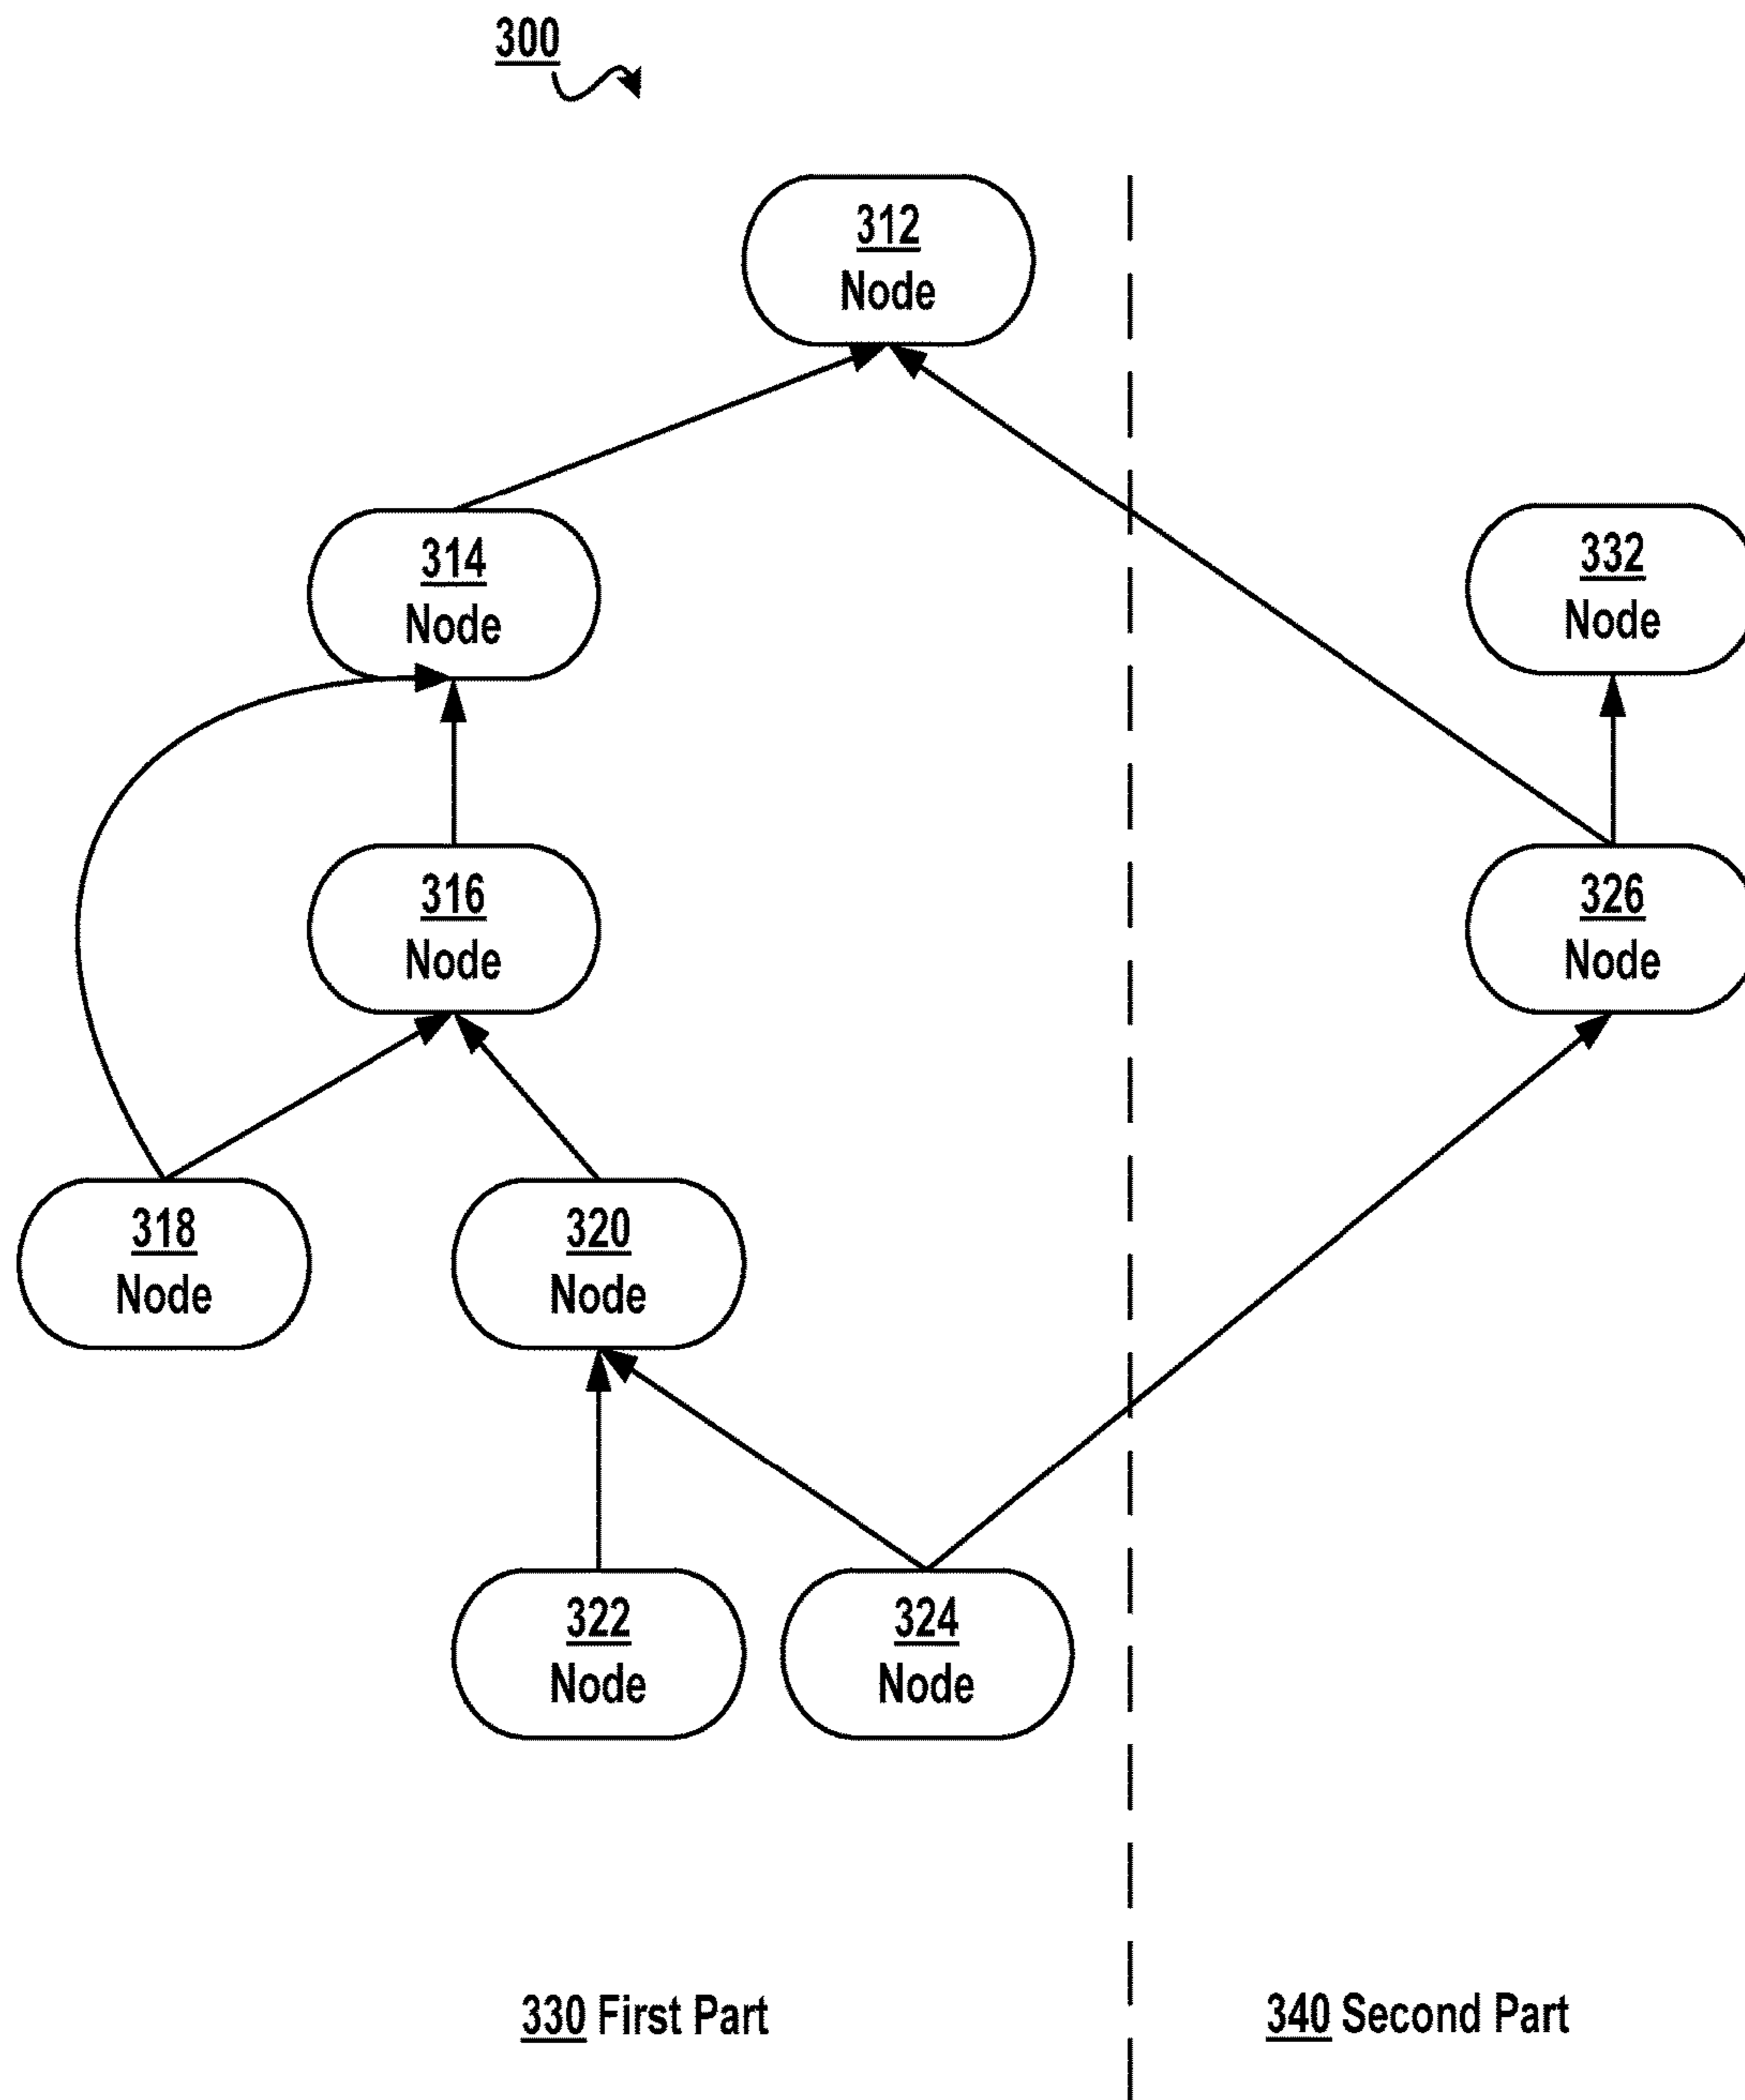 300
312
Node
314
Node
332
Node
316
Node
326
Node
318
Node
320
Node
322
Node
324
Node
330 First Part
340 Second Part